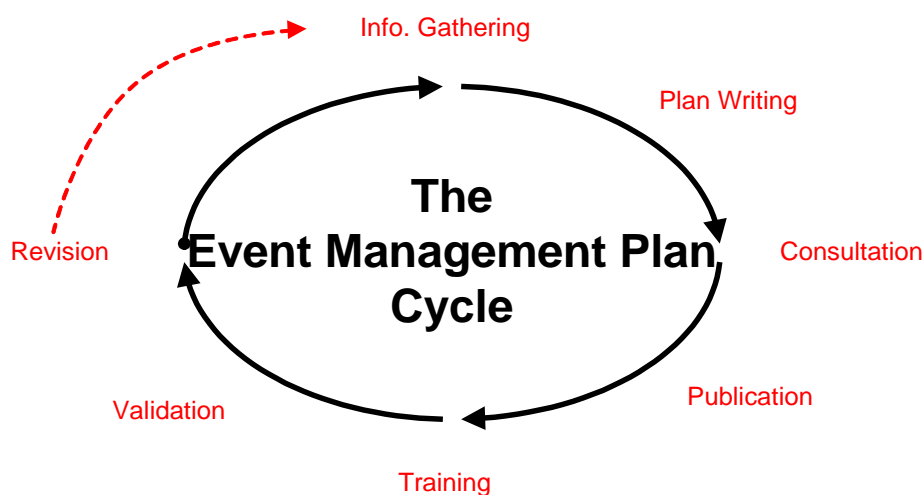 Info. Gathering
Plan Writing
The
Revision
Event Management Plan
Consultation
Cycle
Publication
Validation
Training